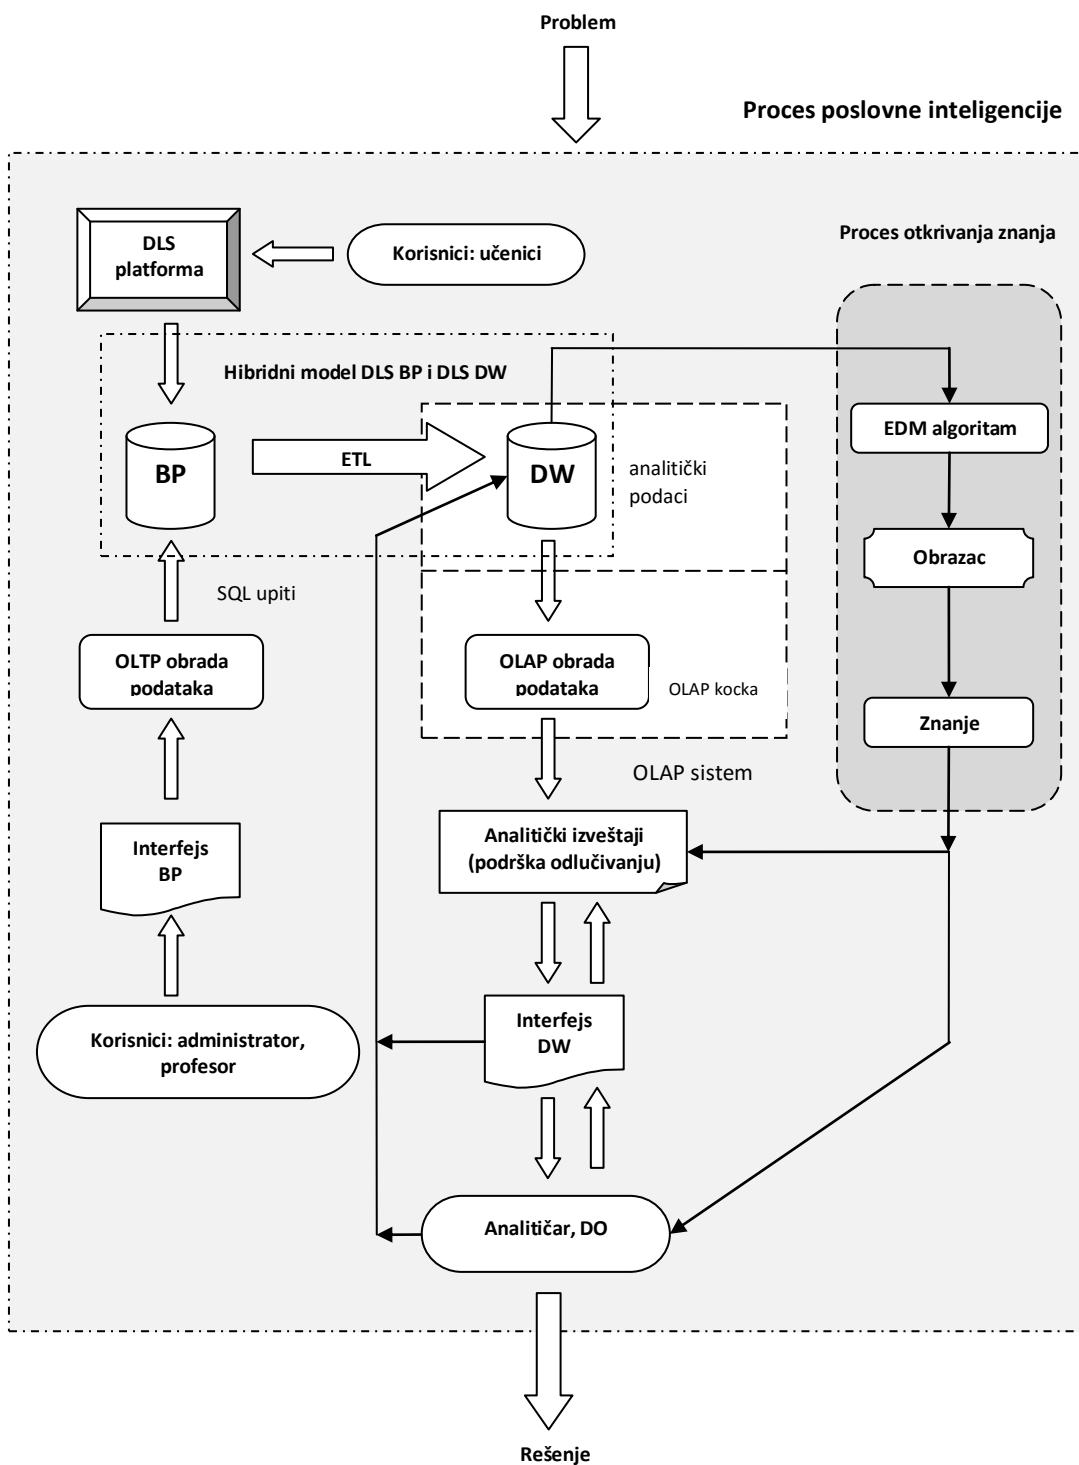 Problem
Proces poslovne inteligencije
DLS
platforma
Korisnici: učenici
Proces otkrivanja znanja
Hibridni model DLS BP i DLS DW
EDM algoritam
BP
ETL
DW
analitički
podaci
Obrazac
SQL upiti
OLTP obrada
podataka
OLAP obrada
podataka
OLAP kocka
Znanje
OLAP sistem
Analitički izveštaji
(podrška odlučivanju)
Interfejs
BP
Interfejs
DW
Korisnici: administrator,
profesor
Analitičar, DO
Rešenje